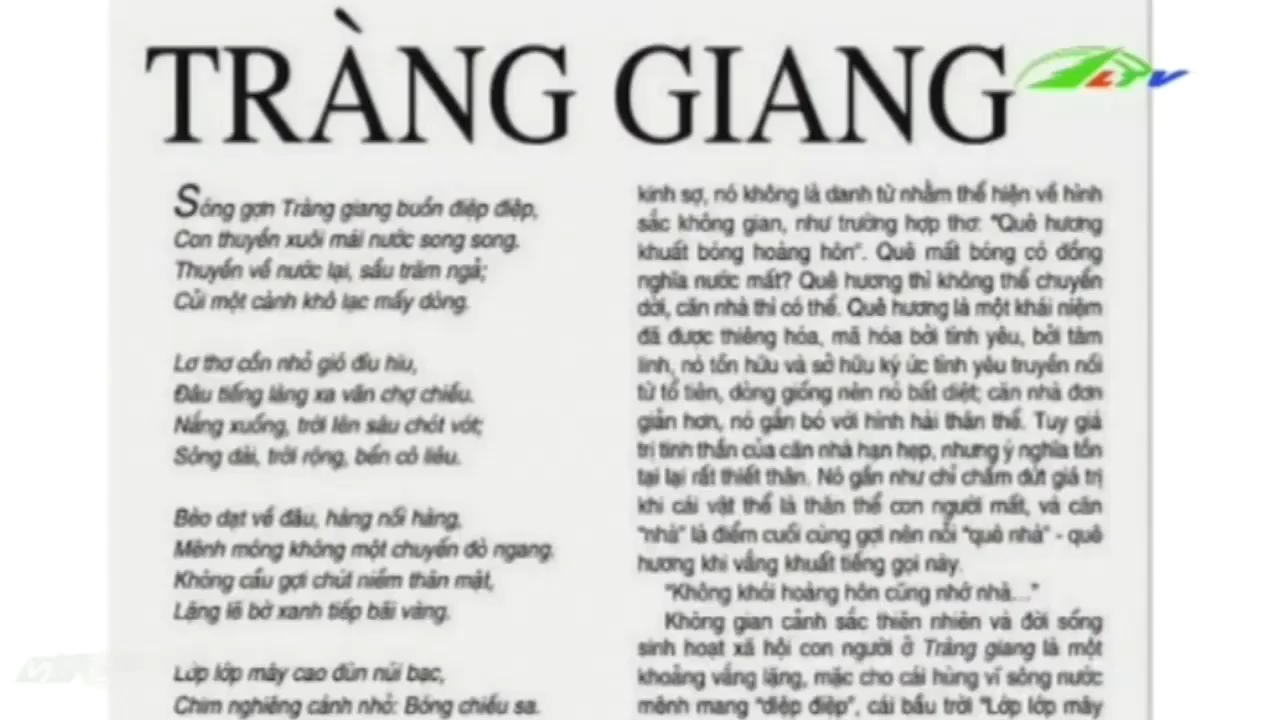 TRÀNG GIANG
LTV
Sóng gợn Tràng giang buồn điệp điệp,
Con thuyền xuôi mái nước song song.
Thuyền về nước lại, sầu trăm ngả;
Củi một cành khô lạc mấy dòng.
Lơ thơ cồn nhỏ gió đìu hiu,
Đâu tiếng làng xa vãn chợ chiều.
Nắng xuống, trời lên sâu chót vót;
Sông dài, trời rộng, bến cô liêu.
Bèo dạt về đâu, hàng nối hàng,
Mênh mông không một chuyến đò ngang.
Không cầu gợi chút niềm thân mật,
Lặng lẽ bờ xanh tiếp bãi vàng.
Lớp lớp mây cao đùn núi bạc,
Chim nghiêng cánh nhỏ: Bóng chiều sa.
kinh sợ, nó không là danh từ nhằm thể hiện về hình
sắc không gian, như trường hợp thơ: "Quê hương
khuất bóng hoàng hôn". Quê mất bóng có đồng
nghĩa nước mất? Quê hương thì không thể chuyển
dời, căn nhà thì có thể. Quê hương là một khái niệm
đã được thiêng hóa, mã hóa bởi tình yêu, bởi tâm
linh, nó tồn hữu và sở hữu ký ức tình yêu truyền nối
từ tổ tiên, dòng giống nên nó bất diệt; căn nhà đơn
giản hơn, nó gắn bó với hình hài thân thể. Tuy giá
trị tinh thần của căn nhà hạn hẹp, nhưng ý nghĩa tồn
tại lại rất thiết thân. Nó gần như chỉ chấm dứt giá trị
khi cái vật thể là thân thể con người mất, và căn
"nhà" là điểm cuối cùng gợi nên nỗi "quê nhà" - quê
hương khi vắng khuất tiếng gọi này.
"Không khói hoàng hôn cũng nhớ nhà..."
Không gian cảnh sắc thiên nhiên và đời sống
sinh hoạt xã hội con người ở Tràng giang là một
khoảng vắng lặng, mặc cho cái hùng vĩ sông nước
mênh mang "điệp điệp", cái bầu trời "Lớp lớp mây